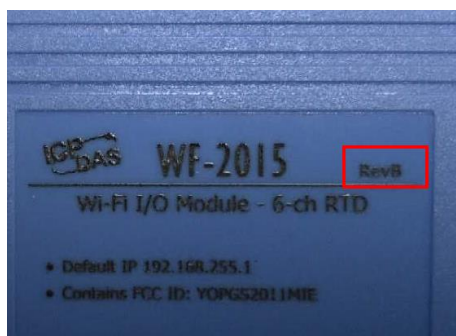 ICP DAS WF-2015 RevB
Wi-Fi I/O Module - 6-ch RTD
• Default IP 192.168.255.1
• Contains FCC ID: YOPGS2011MIE